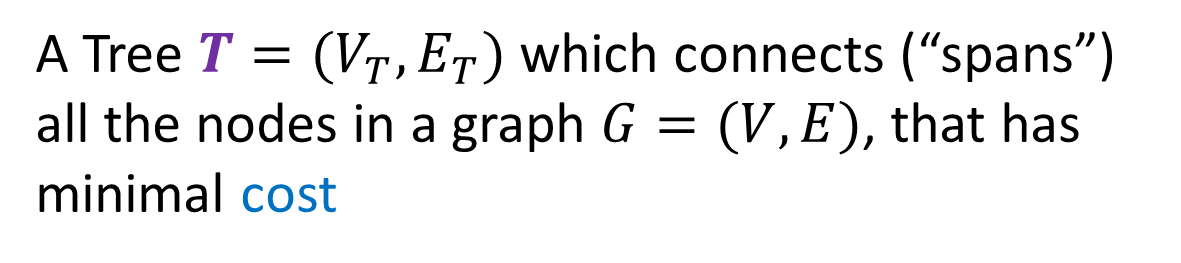 A Tree T = (V_T, E_T) which connects (“spans”)
all the nodes in a graph G = (V, E), that has
minimal cost